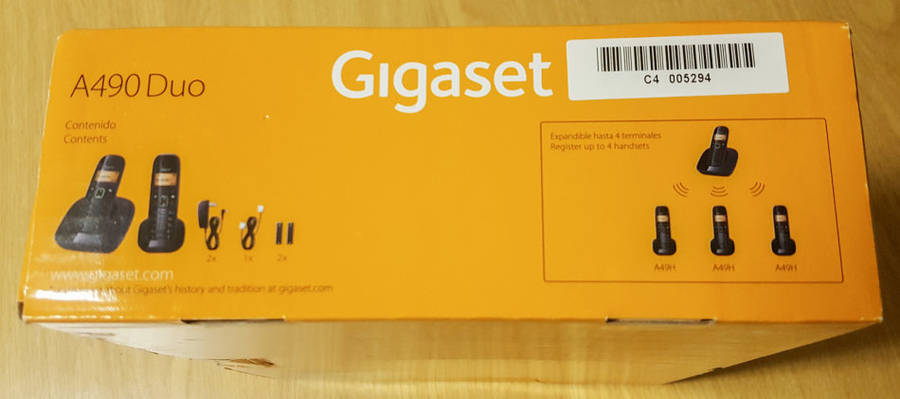 A490 Duo
Gigaset
C4 005294
Contenido
Contents
Expandible hasta 4 terminales
Register up to 4 handsets
2x
1x
2x
A49H
A49H
A49H
www.gigaset.com
about Gigaset's history and tradition at gigaset.com